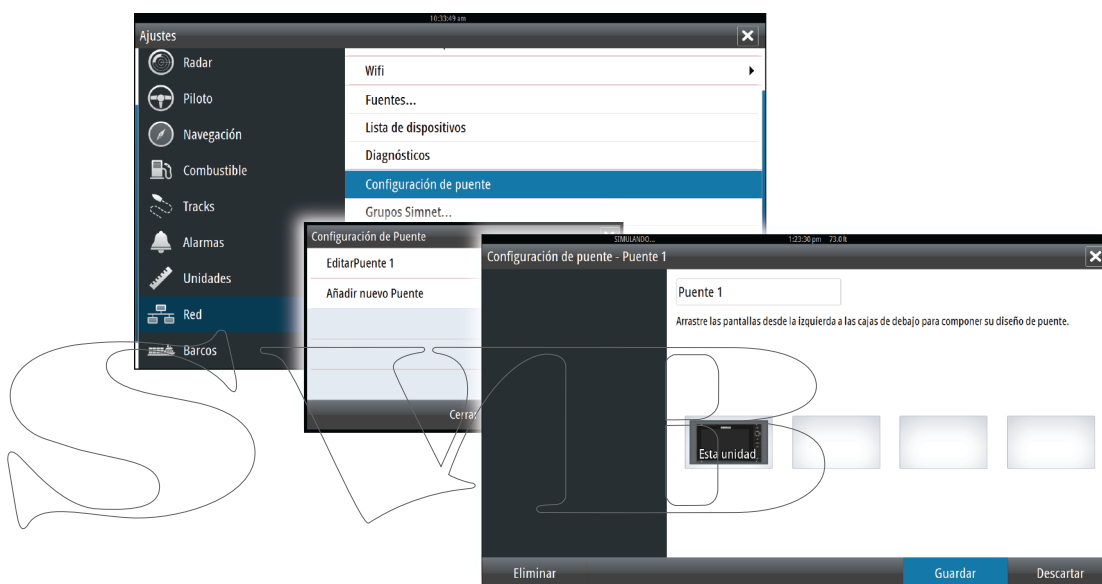 10:33:49 am
Ajustes
Radar
Piloto
Navegación
Combustible
Tracks
Alarmas
Unidades
Red
Barcos
Wifi
Fuentes...
Lista de dispositivos
Diagnósticos
Configuración de puente
Grupos Simnet...
Configuración de Puente
EditarPuente 1
Añadir nuevo Puente
SIMULANDO...
1:23:30 pm 73.0 ft
Configuración de puente - Puente 1
Puente 1
Arrastre las pantallas desde la izquierda a las cajas de debajo para componer su diseño de puente.
Esta unidad
Eliminar
Guardar
Descartar